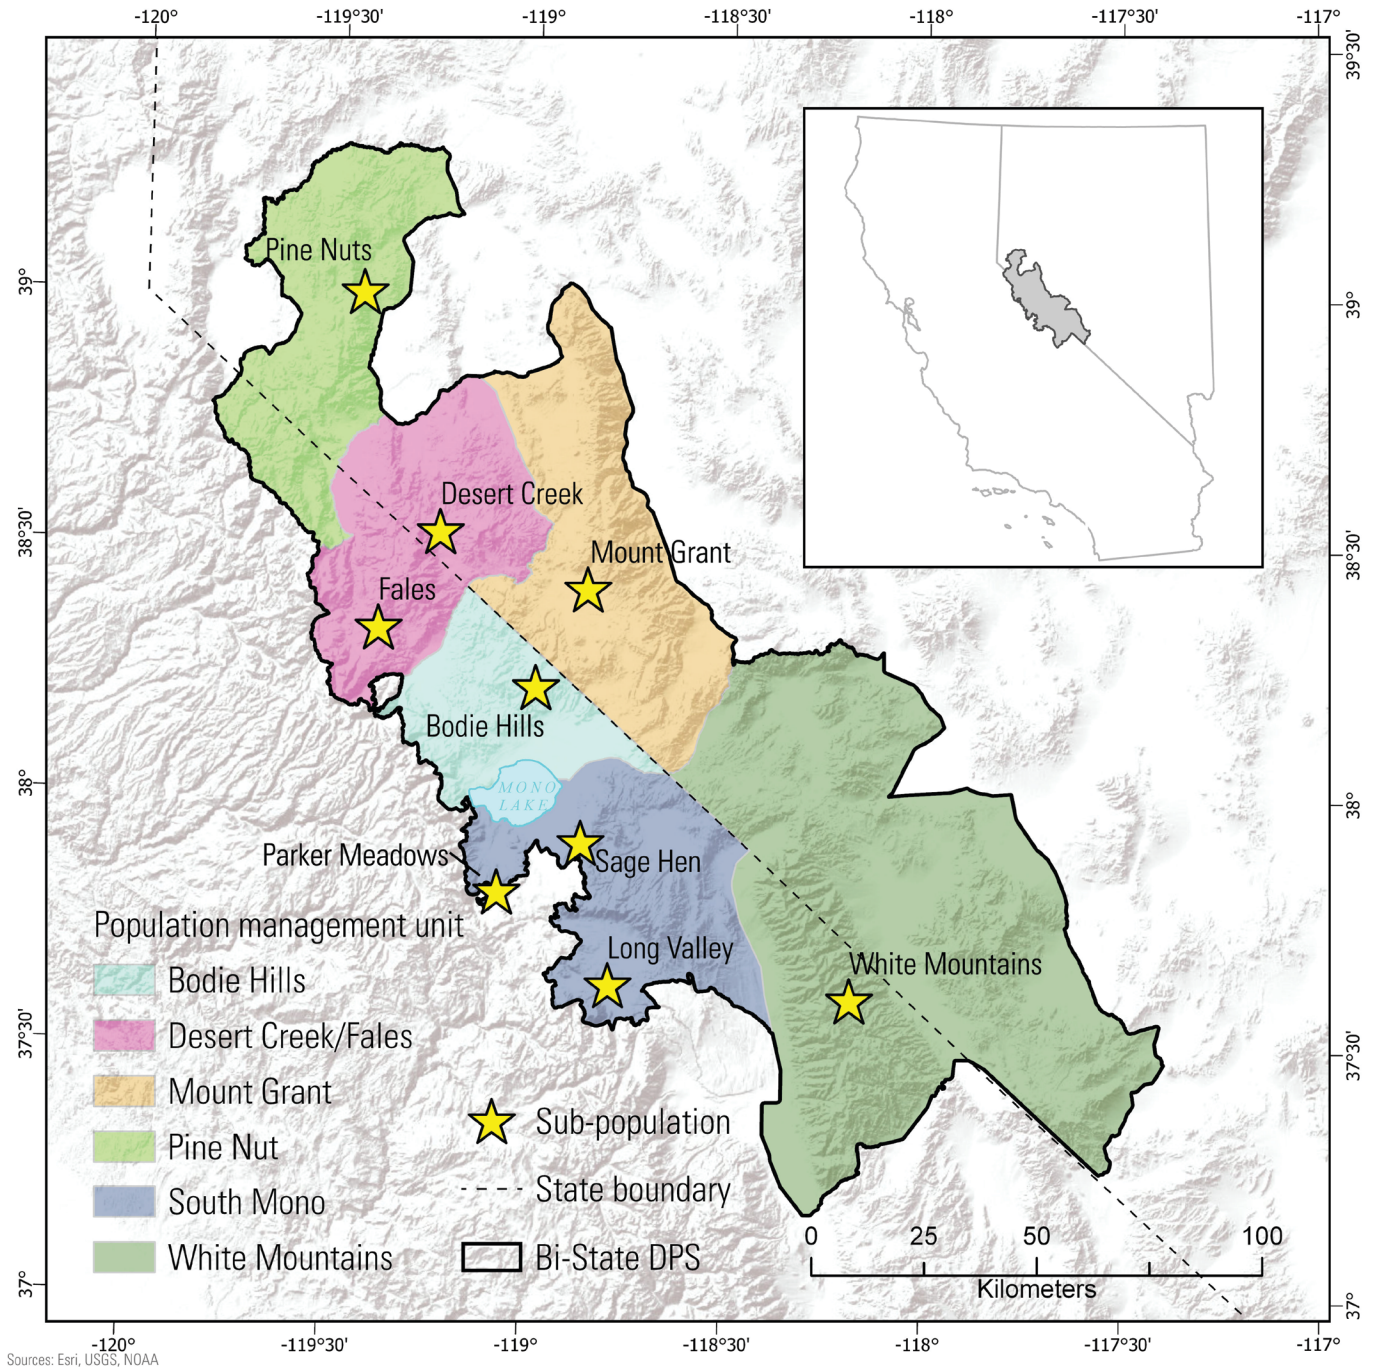 -120° -119°30' -119° -118°30' -118° -117°30' -117°
39°30'
Pine Nuts
39°
39°
Desert Creek
38°30'
Mount Grant
38°30'
Fales
Bodie Hills
38°
MONO
LAKE
38°
Parker Meadows
Sage Hen
Population management unit
Long Valley
White Mountains
Bodie Hills
37°30'
Desert Creek/Fales
37°30'
Mount Grant
Sub-population
Pine Nut
State boundary
South Mono
0 25 50 100
Kilometers
White Mountains
Bi-State DPS
37°
37°
-120° -119°30' -119° -118°30' -118° -117°30' -117°
Sources: Esri, USGS, NOAA